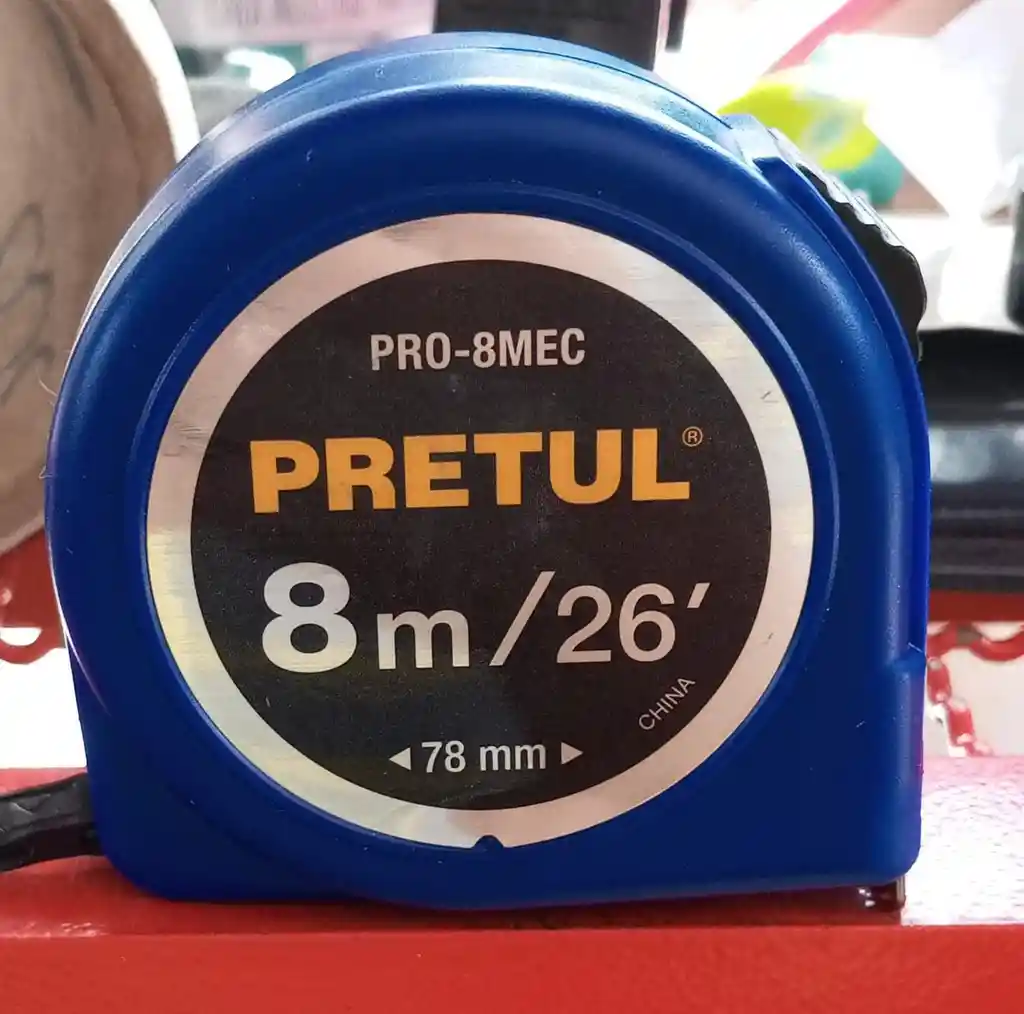 PRO-8MEC
PRETUL®
8m/26′
CHINA
◄ 78 mm ►